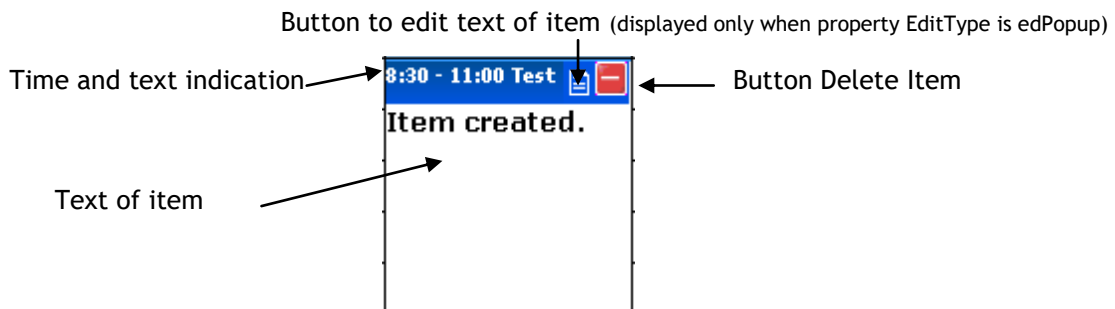 Button to edit text of item (displayed only when property EditType is edPopup)
Time and text indication
8:30 - 11:00 Test
Button Delete Item
Item created.
Text of item